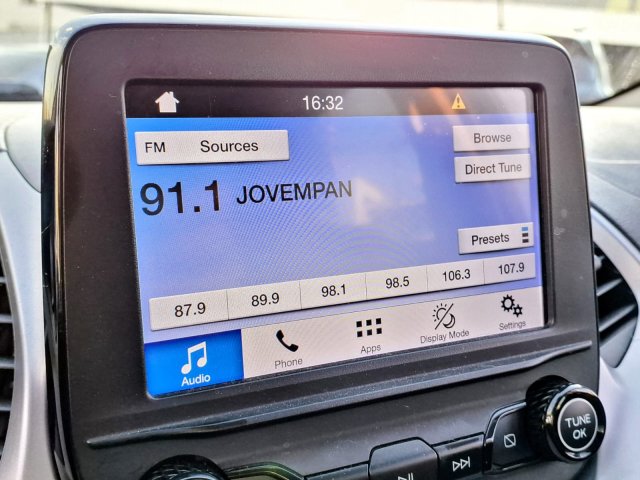 16:32
FM Sources
Browse
Direct Tune
91.1 JOVEMPAN
Presets
87.9 89.9 98.1 98.5 106.3 107.9
Audio Phone Apps Display Mode Settings
TUNE
OK